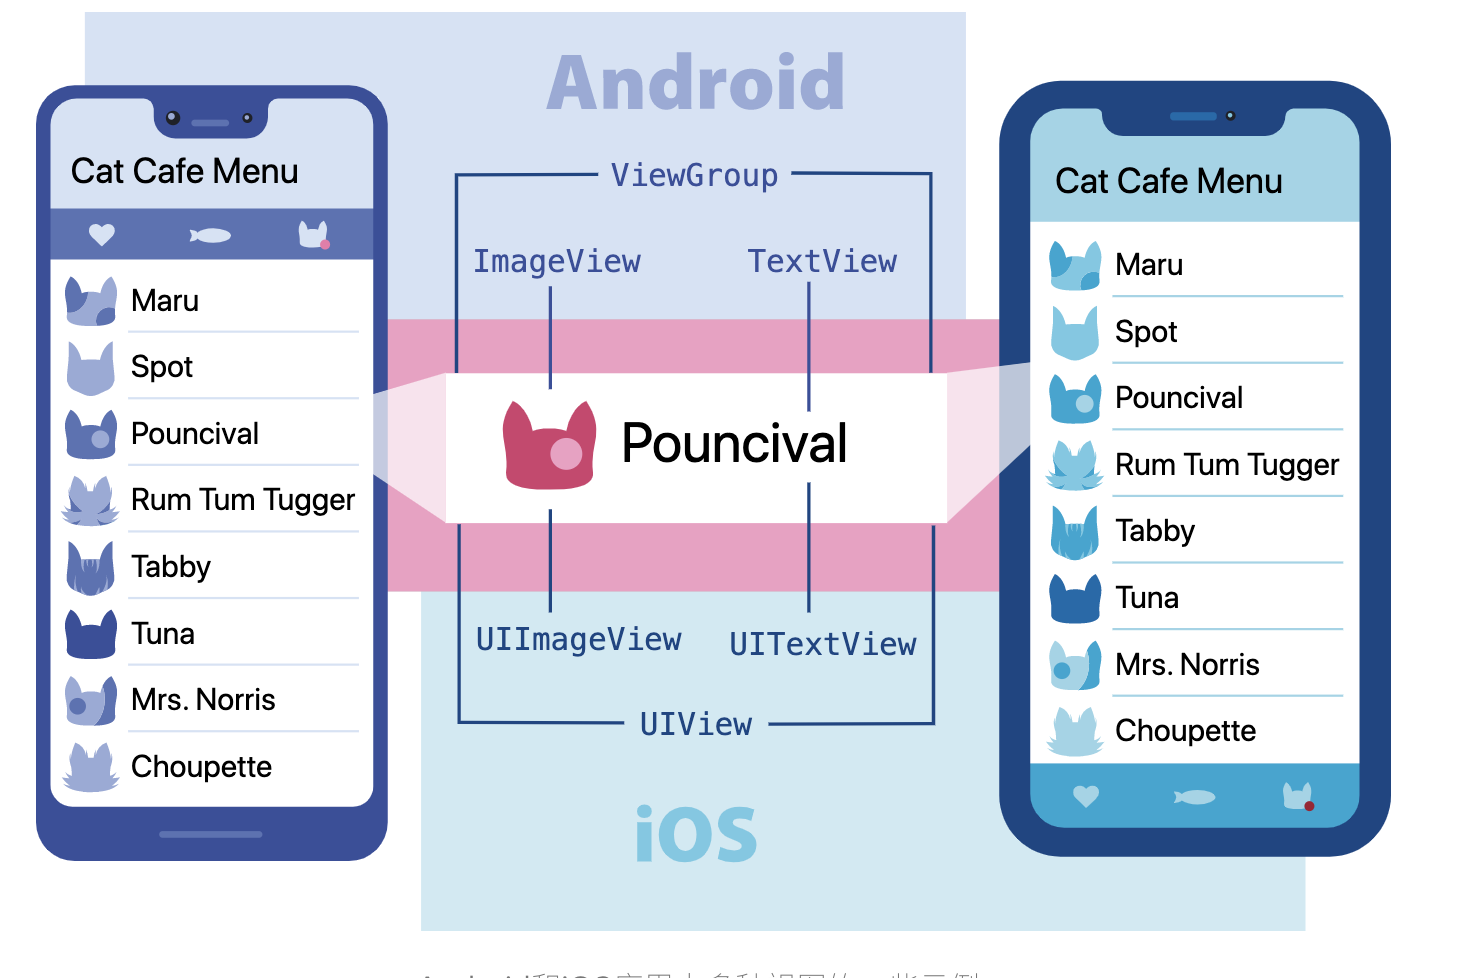 Android
Cat Cafe Menu
Maru
Spot
Pouncival
Rum Tum Tugger
Tabby
Tuna
Mrs. Norris
Choupette
ViewGroup
ImageView
TextView
Pouncival
UIImageView
UITextView
UIView
iOS
Cat Cafe Menu
Maru
Spot
Pouncival
Rum Tum Tugger
Tabby
Tuna
Mrs. Norris
Choupette